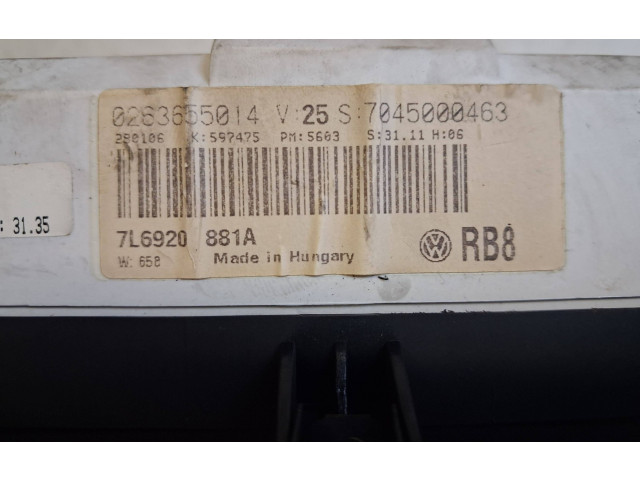 0263655014 V:25 S:7045000463
280106 K:597475 PM:5603 S:31.11 H:06
: 31.35
7L6920 881A
W: 658 Made in Hungary
RB8